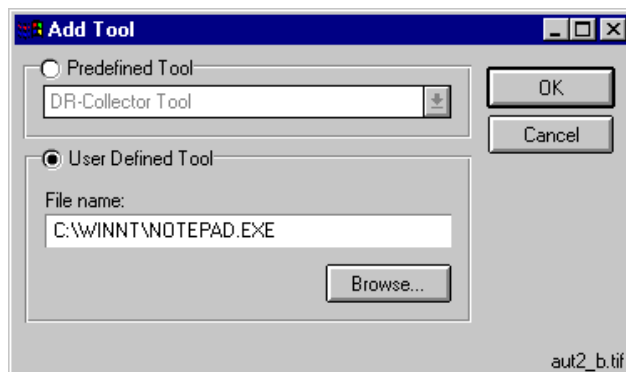 Add Tool
Predefined Tool
DR-Collector Tool
OK
Cancel
User Defined Tool
File name:
C:\WINNT\NOTEPAD.EXE
Browse...
aut2_b.tif